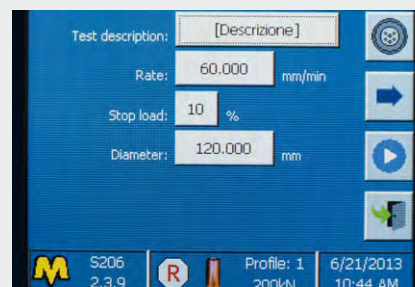 Test description: [Descrizione]
Rate: 60.000 mm/min
Stop load: 10 %
Diameter: 120.000 mm
S206 R Profile: 1 6/21/2013
2.3.9 200kN 10:44 AM